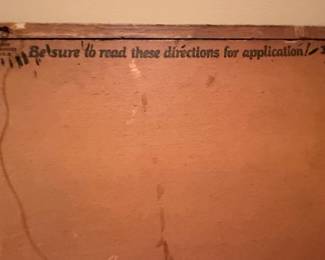 Be sure to read these directions for application!